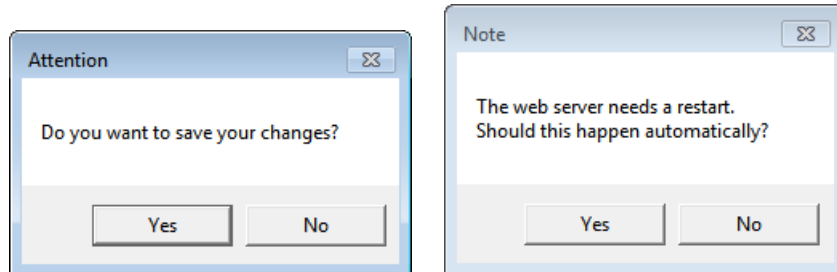 Attention
Do you want to save your changes?
Yes
No
Note
The web server needs a restart.
Should this happen automatically?
Yes
No